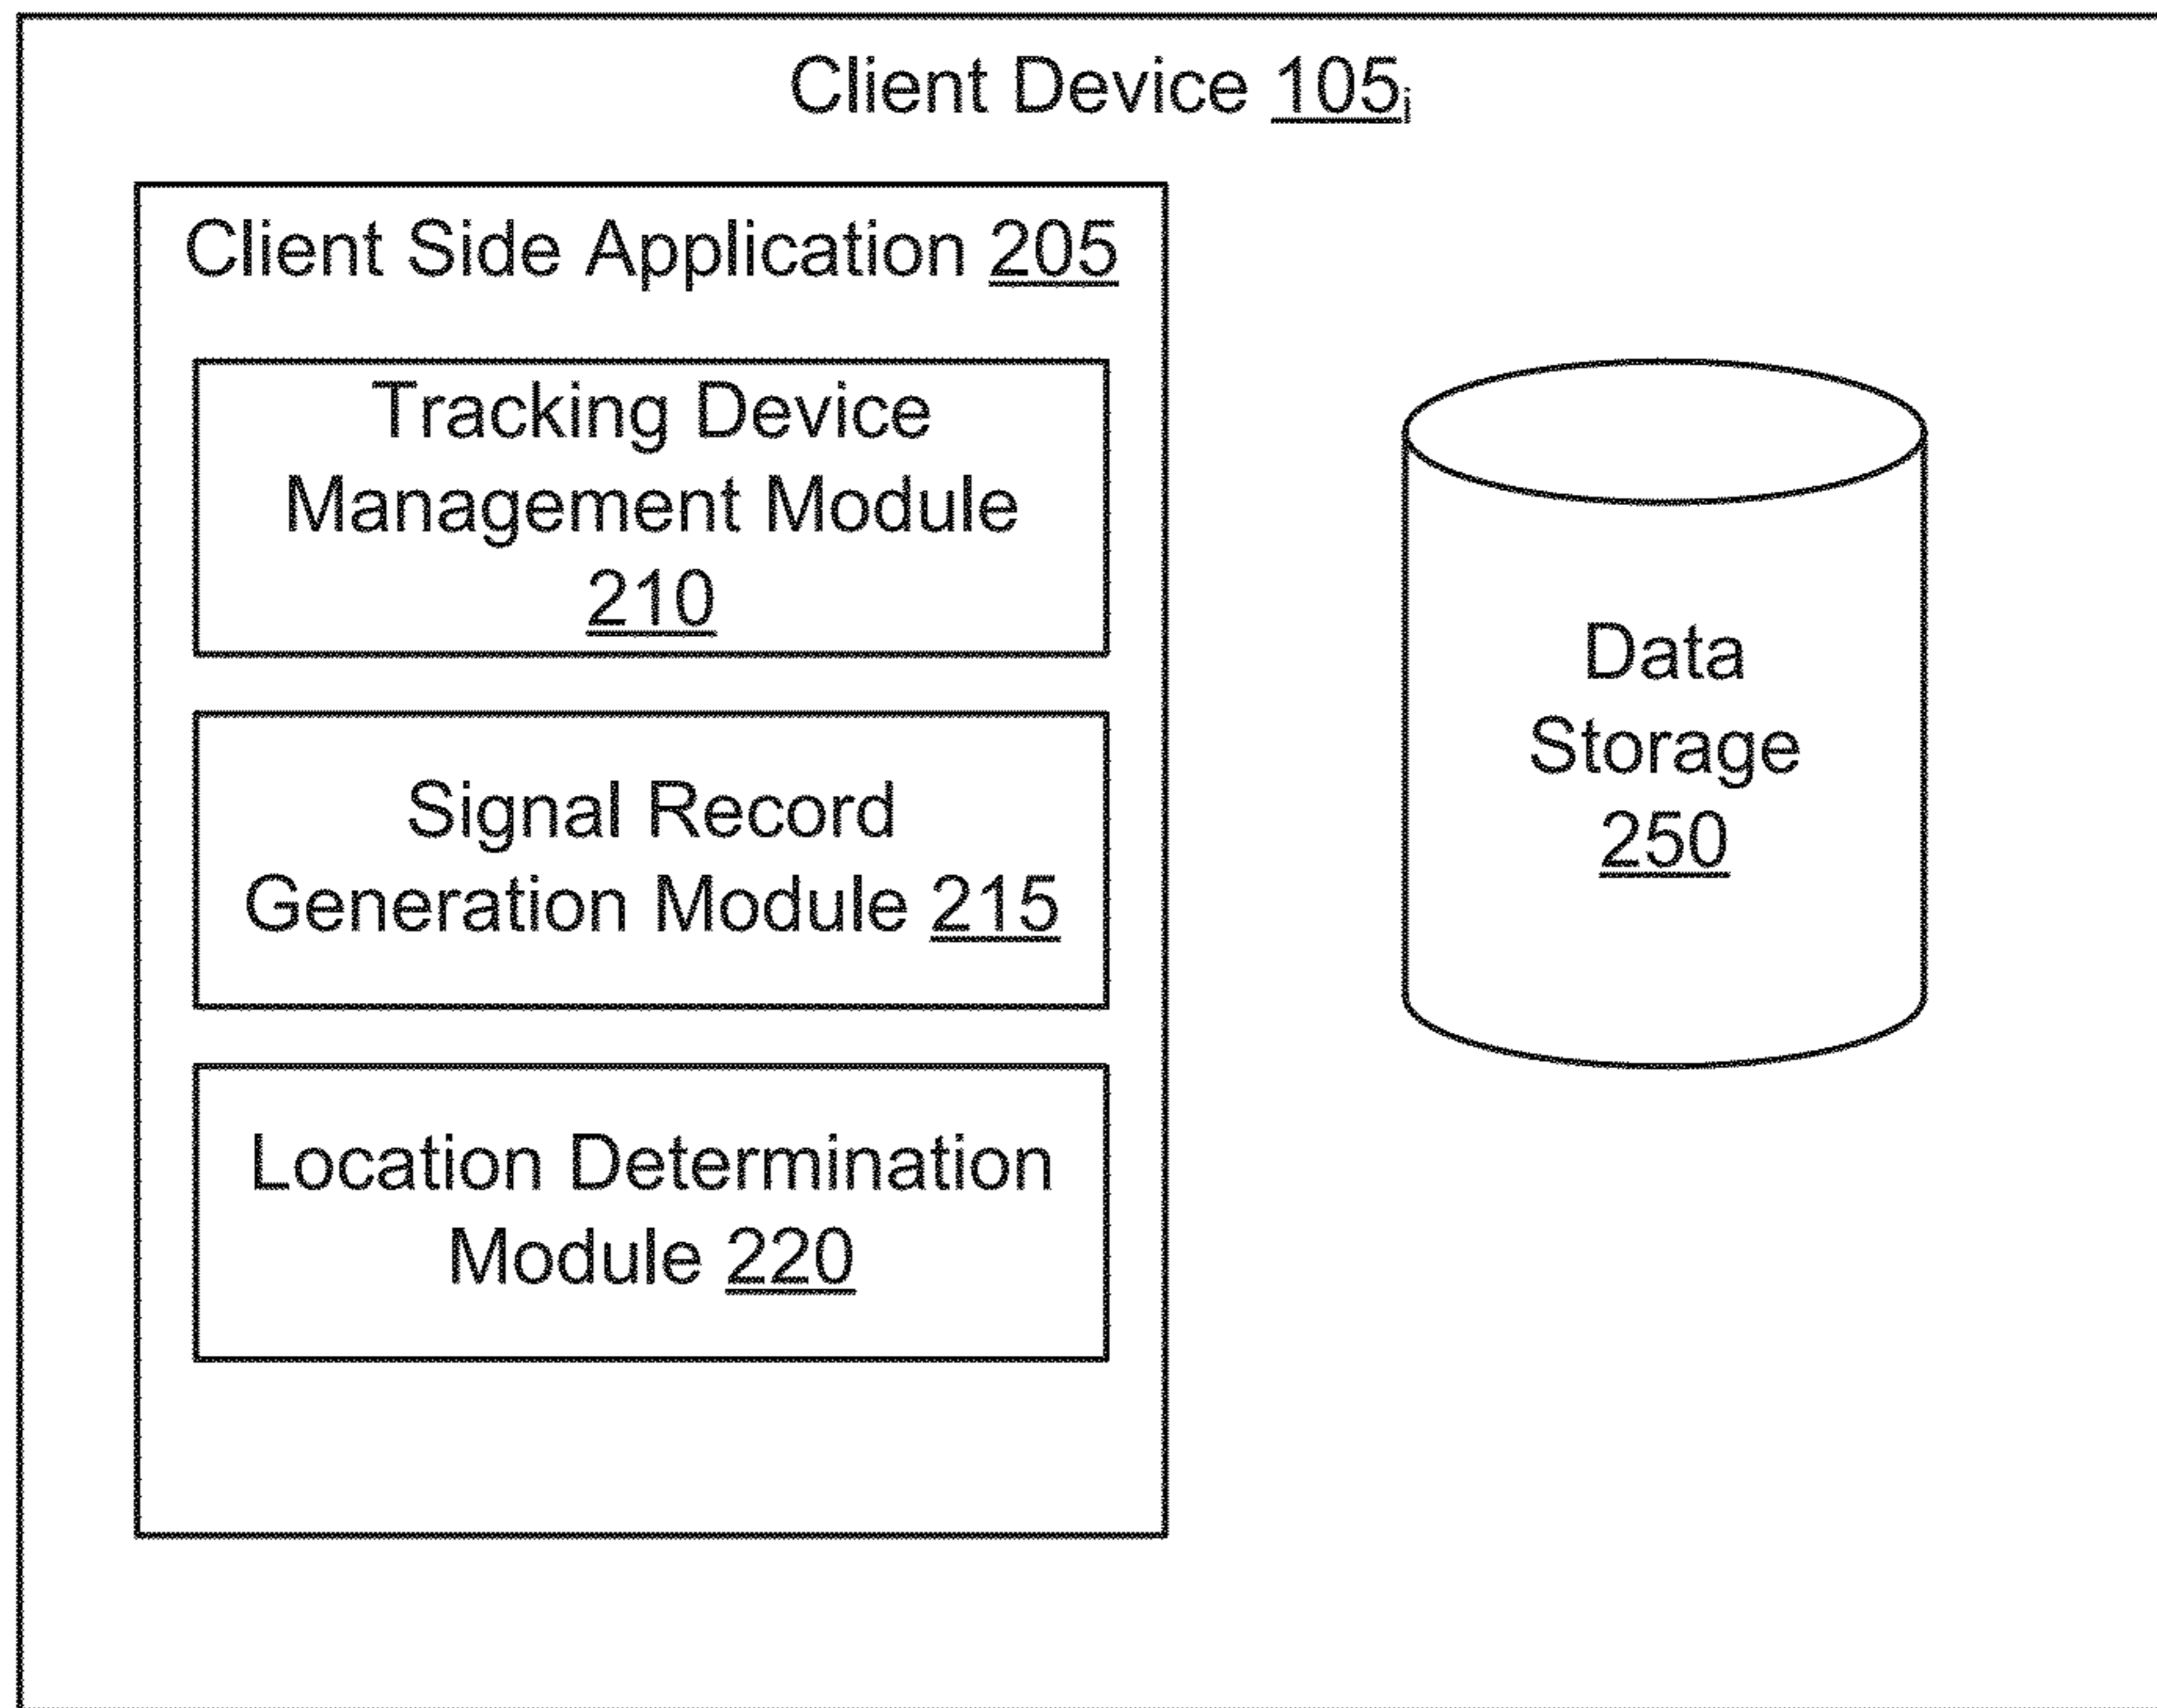 Client Device 105i
Client Side Application 205
Tracking Device
Management Module
210
Signal Record
Generation Module 215
Location Determination
Module 220
Data
Storage
250